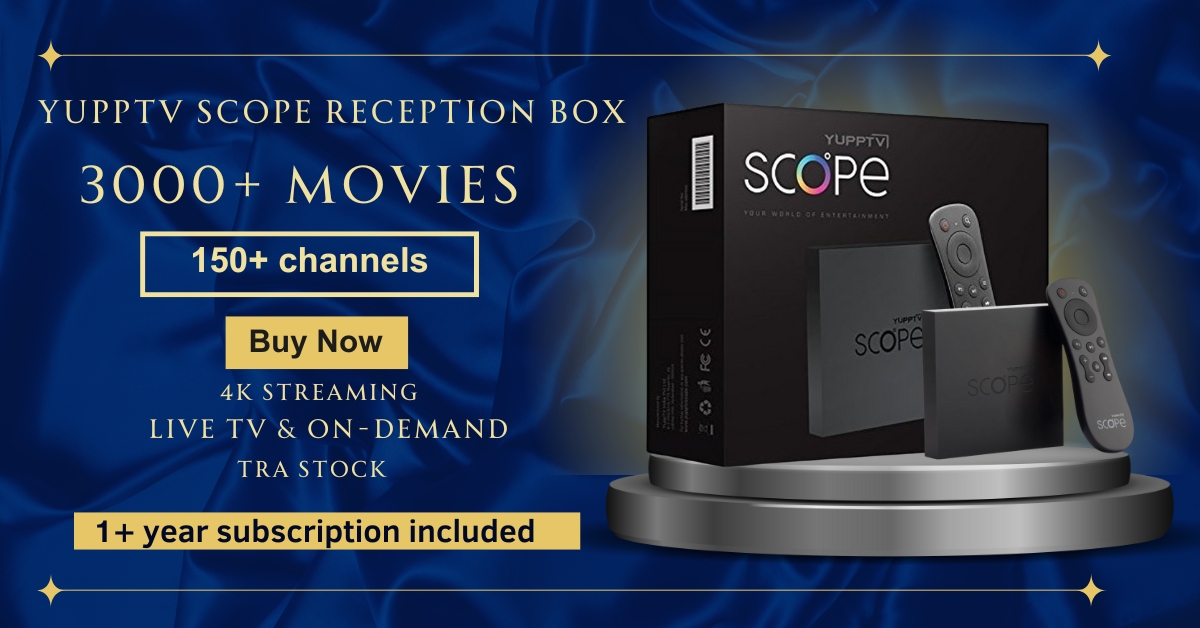 YUPPTV SCOPE RECEPTION BOX
3000+ MOVIES
150+ channels
Buy Now
4K STREAMING
LIVE TV & ON-DEMAND
TRA STOCK
1+ year subscription included
YUPPTV
SCOPE
YOUR WORLD OF ENTERTAINMENT
YUPPTV
SCOPE
SCOPE
SCOPE